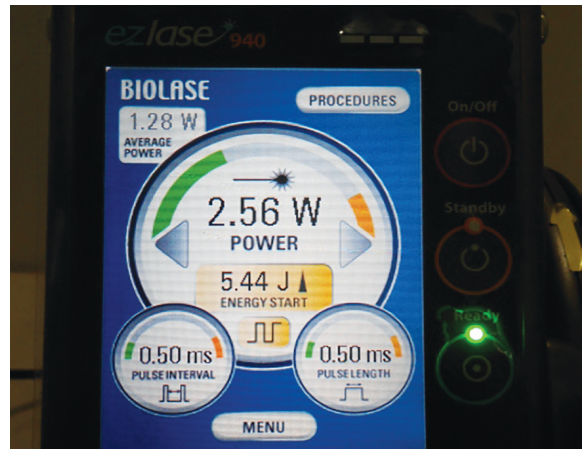 ezlase 940
BIOLASE
PROCEDURES
1.28 W
AVERAGE
POWER
On/Off
2.56 W
POWER
Standby
5.44 J
ENERGY START
Ready
0.50 ms
PULSE INTERVAL
0.50 ms
PULSE LENGTH
MENU